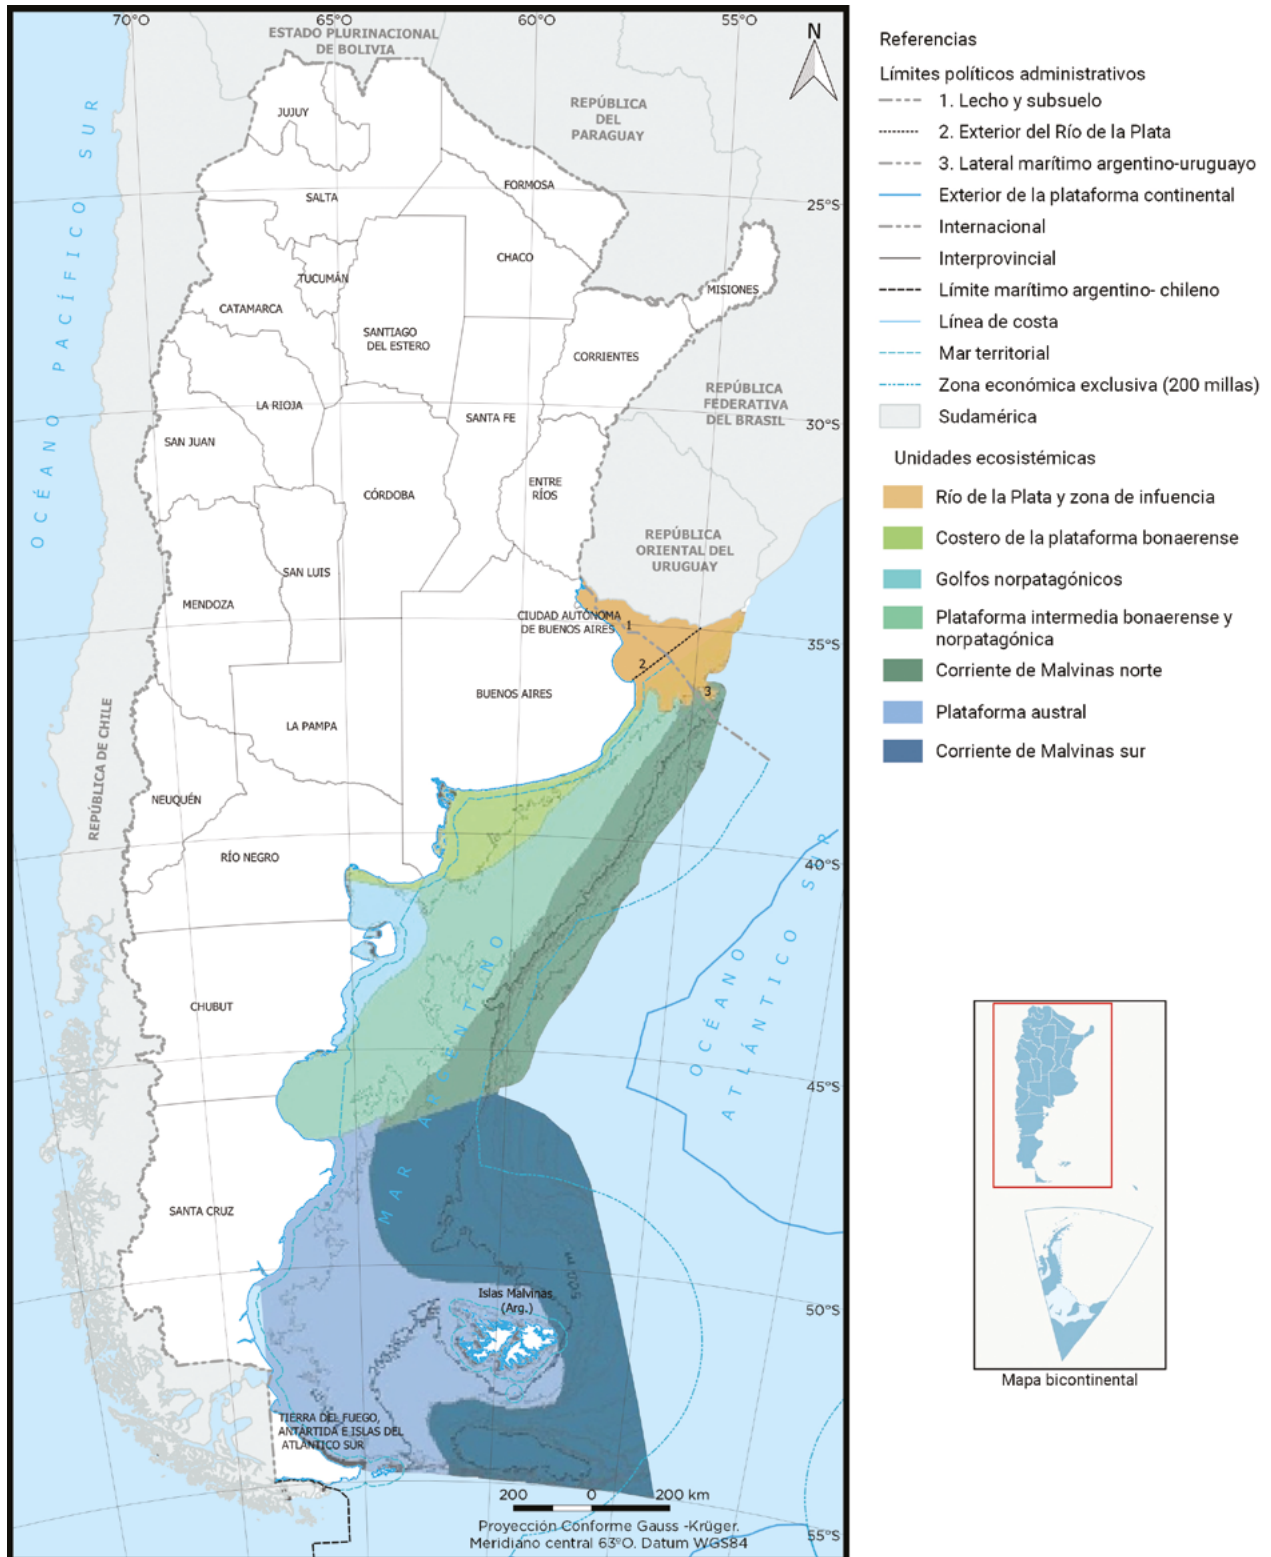 70°O
65°O
60°O
55°O
ESTADO PLURINACIONAL
DE BOLIVIA
N
REPÚBLICA
DEL
PARAGUAY
JUJUY
FORMOSA
SALTA
25°S
CHACO
TUCUMÁN
MISIONES
CATAMARCA
SANTIAGO
DEL ESTERO
CORRIENTES
REPÚBLICA
FEDERATIVA
DEL BRASIL
LA RIOJA
SANTA FE
30°S
SAN JUAN
ENTRE
RÍOS
CÓRDOBA
REPÚBLICA
ORIENTAL DEL
URUGUAY
SAN LUIS
MENDOZA
CIUDAD AUTÓNOMA
DE BUENOS AIRES
1
35°S
2
3
BUENOS AIRES
LA PAMPA
REPÚBLICA DE CHILE
NEUQUÉN
RÍO NEGRO
40°S
CHUBUT
45°S
SANTA CRUZ
500 m
Islas Malvinas
(Arg.)
50°S
TIERRA DEL FUEGO,
ANTÁRTIDA E ISLAS DEL
ATLÁNTICO SUR
55°S
OCÉANO PACÍFICO SUR
MAR ARGENTINO
OCÉANO
ATLÁNTICO SUR
200 0 200 km
Proyección Conforme Gauss -Krüger.
Meridiano central 63ºO. Datum WGS84
Referencias
Límites políticos administrativos
1. Lecho y subsuelo
2. Exterior del Río de la Plata
3. Lateral marítimo argentino-uruguayo
Exterior de la plataforma continental
Internacional
Interprovincial
Límite marítimo argentino- chileno
Línea de costa
Mar territorial
Zona económica exclusiva (200 millas)
Sudamérica
Unidades ecosistémicas
Río de la Plata y zona de infuencia
Costero de la plataforma bonaerense
Golfos norpatagónicos
Plataforma intermedia bonaerense y
norpatagónica
Corriente de Malvinas norte
Plataforma austral
Corriente de Malvinas sur
Mapa bicontinental